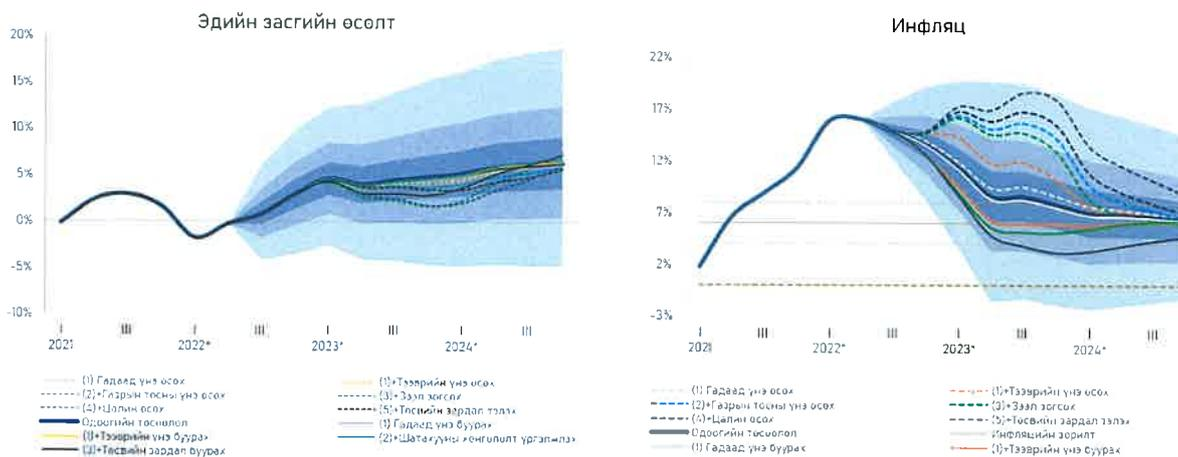 Эдийн засгийн өсөлт
20%
15%
10%
5%
0%
-5%
-10%
I III I III I III I III
2021 2022* 2023* 2024*
(1) Гадаад үнэ өсөх
(2)+Газрын тосны үнэ өсөх
(4)+Цалин өсөх
Одоогийн төсөөлөл
(1)+Тээврийн үнэ буурах
(3)+Төсвийн зардал буурах
(1)+Тээврийн үнэ өсөх
(3)+Зээл зогсох
(5)+Төсвийн зардал тэлэх
(1) Гадаад үнэ буурах
(2)+Шатахууны хөнгөлөлт үргэлжлэх
Инфляц
22%
17%
12%
7%
2%
-3%
I III I III I III I III
2021 2022* 2023* 2024*
(1) Гадаад үнэ өсөх
(2)+Газрын тосны үнэ өсөх
(4)+Цалин өсөх
Одоогийн төсөөлөл
(1) Гадаад үнэ буурах
(1)+Тээврийн үнэ өсөх
(3)+Зээл зогсох
(5)+Төсвийн зардал тэлэх
Инфляцийн зорилт
(1)+Тээврийн үнэ буурах